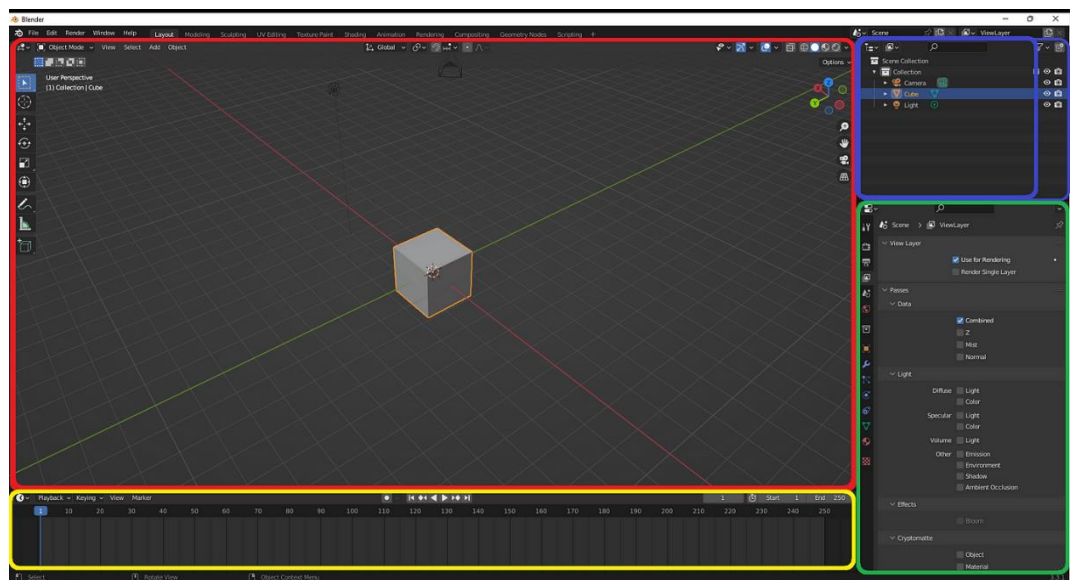 Blender
File Edit Render Window Help Layout Modeling Sculpting UV Editing Texture Paint Shading Animation Rendering Compositing Geometry Nodes Scripting + Scene ViewLayer
Object Mode View Select Add Object Global
Options
User Perspective
(1) Collection | Cube
Scene Collection
Collection
Camera
Cube
Light
Scene > ViewLayer
View Layer
Use for Rendering
Render Single Layer
Passes
Data
Combined
Z
Mist
Normal
Light
Diffuse Light
Color
Specular Light
Color
Volume Light
Other Emission
Environment
Shadow
Ambient Occlusion
Effects
Bloom
Cryptomatte
Object
Material
Playback Keying View Marker 1 Start 1 End 250
1 10 20 30 40 50 60 70 80 90 100 110 120 130 140 150 160 170 180 190 200 210 220 230 240 250
Select Rotate View Object Context Menu 3.3.1